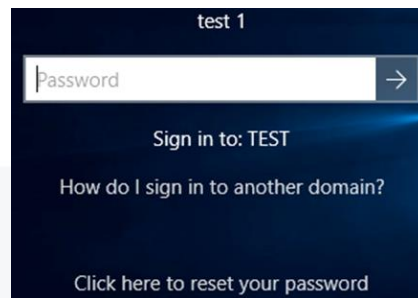 test 1
Password
Sign in to: TEST
How do I sign in to another domain?
Click here to reset your password